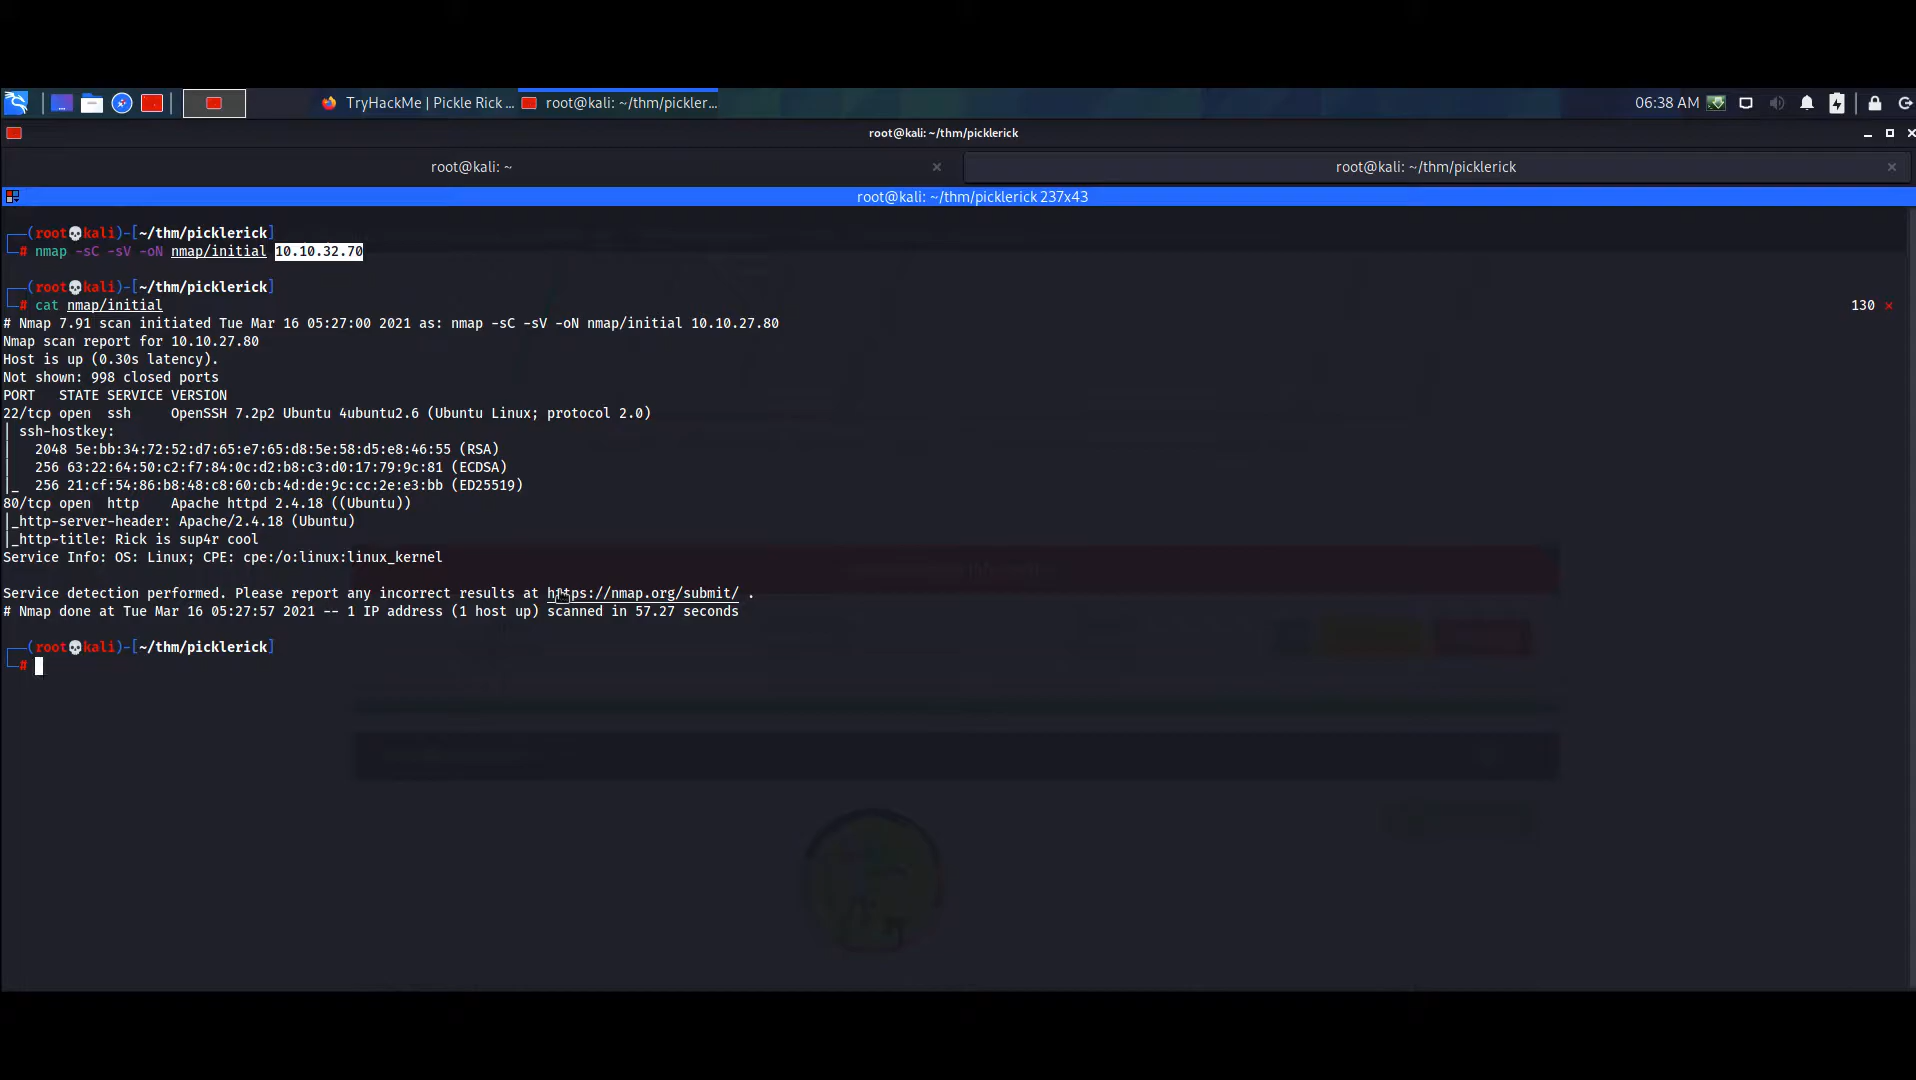 TryHackMe | Pickle Rick ...
root@kali: ~/thm/pickler...
06:38 AM
root@kali: ~/thm/picklerick
root@kali: ~
root@kali: ~/thm/picklerick
root@kali: ~/thm/picklerick 237x43
┌──(root💀kali)-[~/thm/picklerick]
└─# nmap -sC -sV -oN nmap/initial 10.10.32.70
┌──(root💀kali)-[~/thm/picklerick]
└─# cat nmap/initial 130 ⨯
# Nmap 7.91 scan initiated Tue Mar 16 05:27:00 2021 as: nmap -sC -sV -oN nmap/initial 10.10.27.80
Nmap scan report for 10.10.27.80
Host is up (0.30s latency).
Not shown: 998 closed ports
PORT   STATE SERVICE VERSION
22/tcp open  ssh     OpenSSH 7.2p2 Ubuntu 4ubuntu2.6 (Ubuntu Linux; protocol 2.0)
| ssh-hostkey:
|   2048 5e:bb:34:72:52:d7:65:e7:65:d8:5e:58:d5:e8:46:55 (RSA)
|   256 63:22:64:50:c2:f7:84:0c:d2:b8:c3:d0:17:79:9c:81 (ECDSA)
|_  256 21:cf:54:86:b8:48:c8:60:cb:4d:de:9c:cc:2e:e3:bb (ED25519)
80/tcp open  http    Apache httpd 2.4.18 ((Ubuntu))
|_http-server-header: Apache/2.4.18 (Ubuntu)
|_http-title: Rick is sup4r cool
Service Info: OS: Linux; CPE: cpe:/o:linux:linux_kernel
Service detection performed. Please report any incorrect results at https://nmap.org/submit/ .
# Nmap done at Tue Mar 16 05:27:57 2021 -- 1 IP address (1 host up) scanned in 57.27 seconds
┌──(root💀kali)-[~/thm/picklerick]
└─#